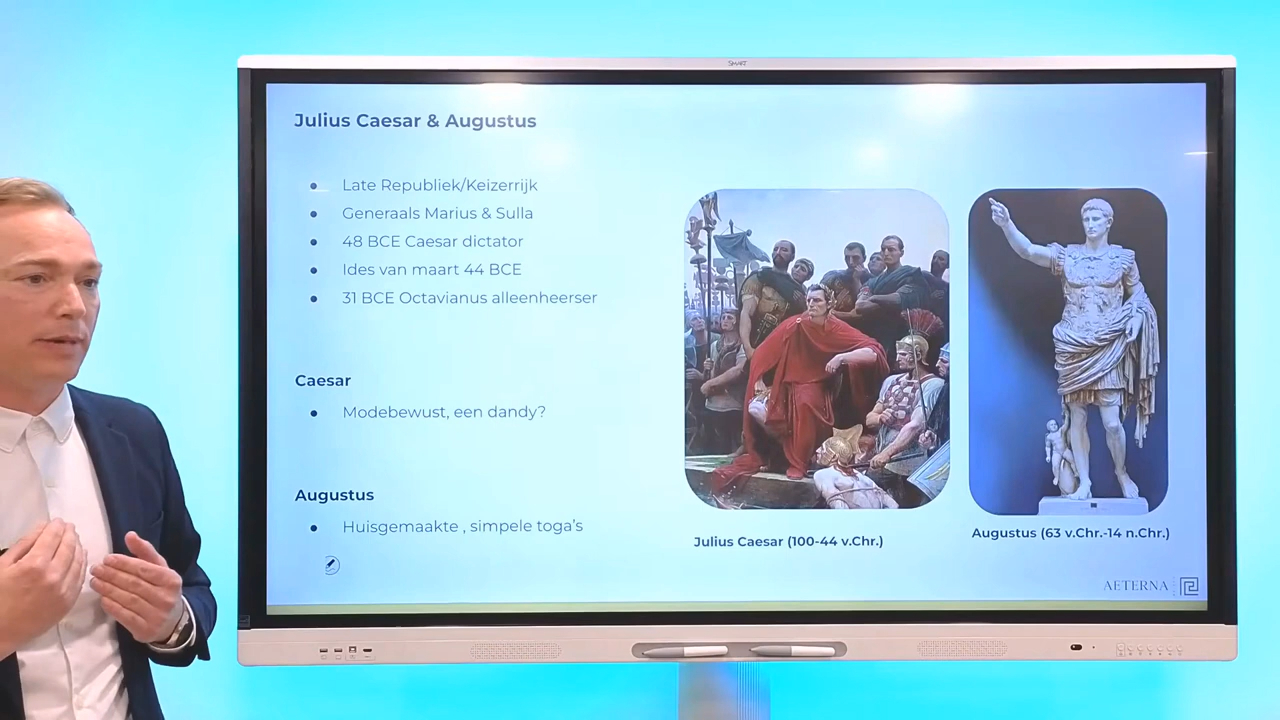 SMART
Julius Caesar & Augustus
Late Republiek/Keizerrijk
Generaals Marius & Sulla
48 BCE Caesar dictator
Ides van maart 44 BCE
31 BCE Octavianus alleenheerser
Caesar
Modebewust, een dandy?
Augustus
Huisgemaakte , simpele toga's
Julius Caesar (100-44 v.Chr.)
Augustus (63 v.Chr.-14 n.Chr.)
AETERNA